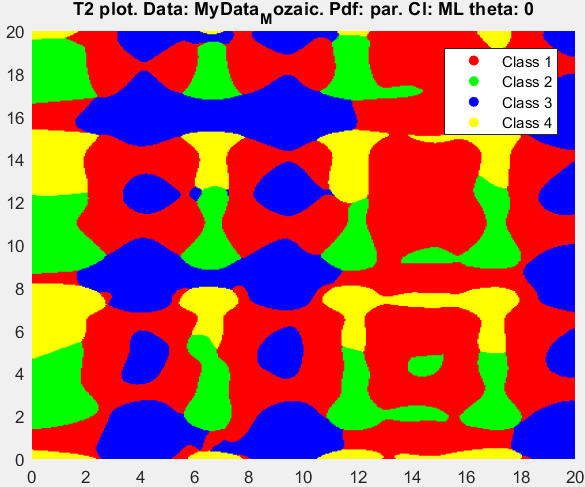 T2 plot. Data: MyData_Mozaic. Pdf: par. Cl: ML theta: 0
20
18
16
14
12
10
8
6
4
2
0
Class 1
Class 2
Class 3
Class 4
0 2 4 6 8 10 12 14 16 18 20